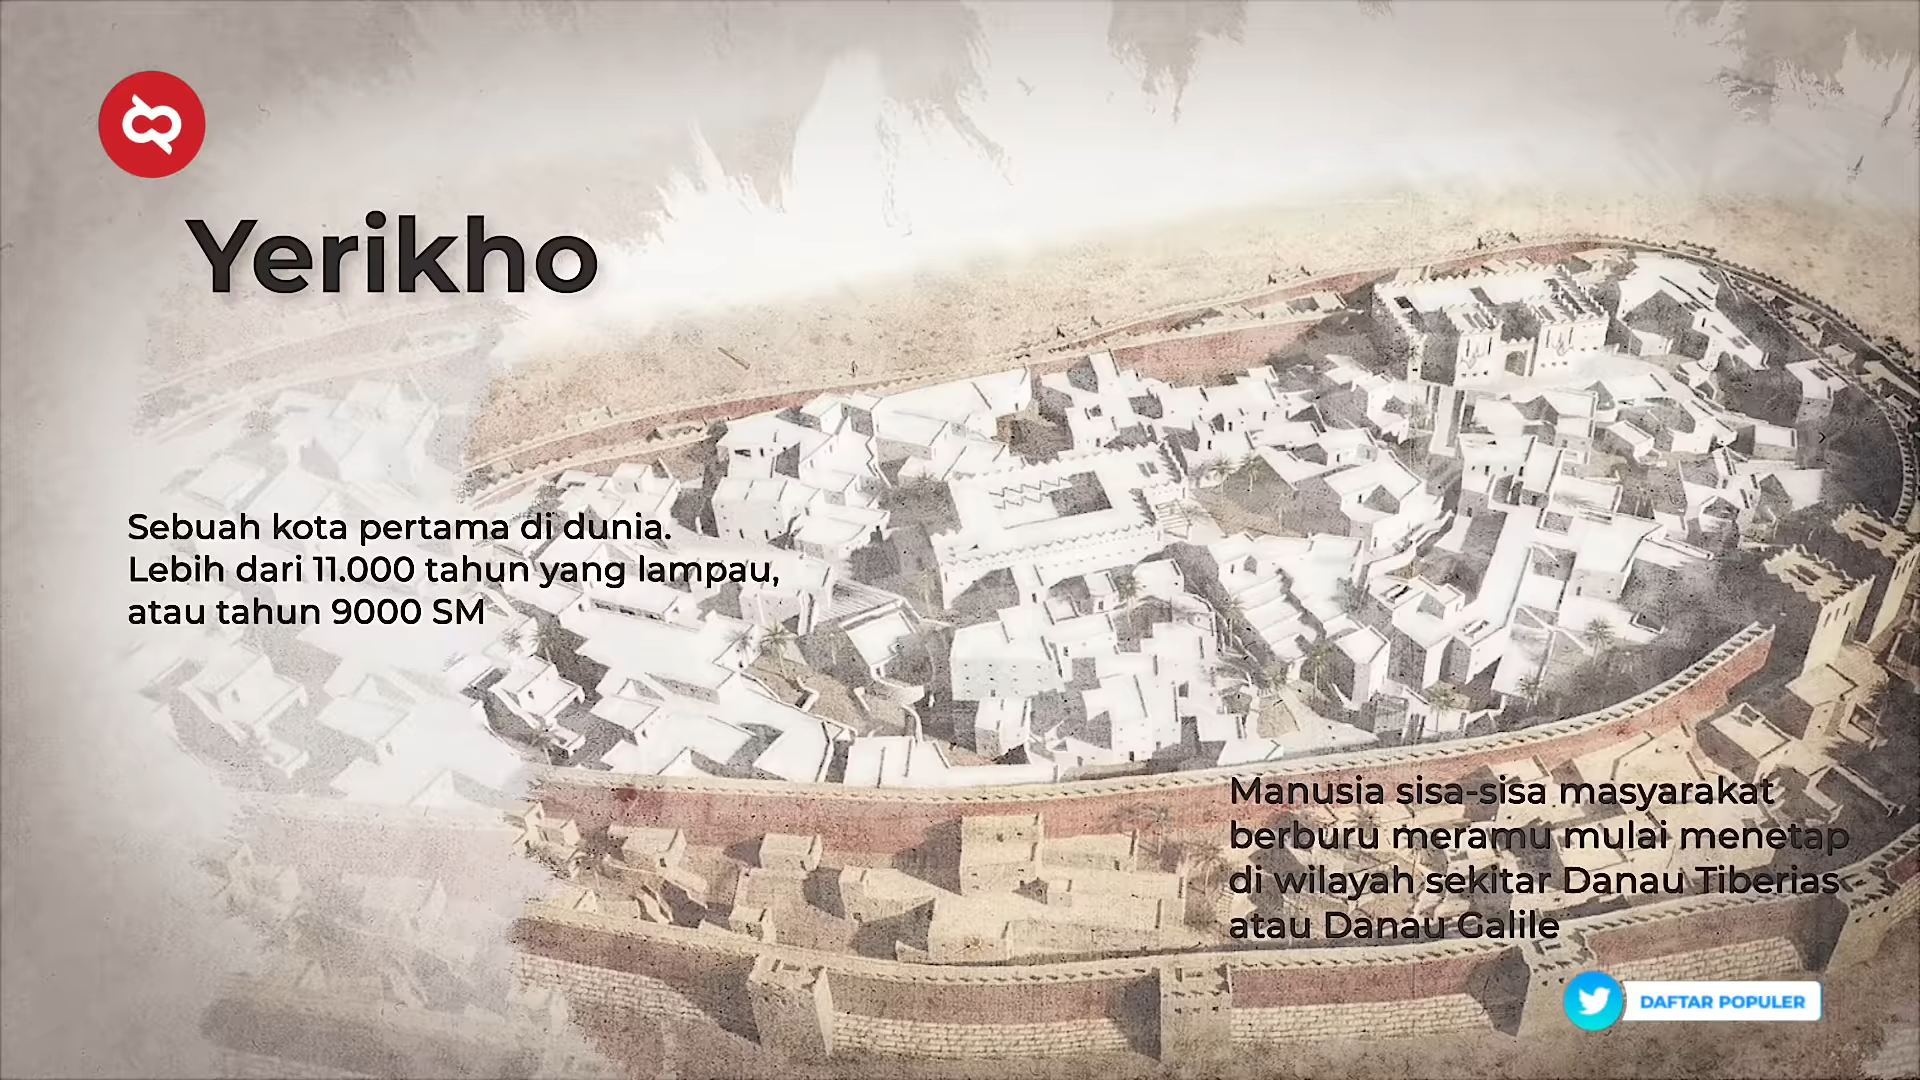 Yerikho
Sebuah kota pertama di dunia.
Lebih dari 11.000 tahun yang lampau,
atau tahun 9000 SM
Manusia sisa-sisa masyarakat
berburu meramu mulai menetap
di wilayah sekitar Danau Tiberias
atau Danau Galile
DAFTAR POPULER